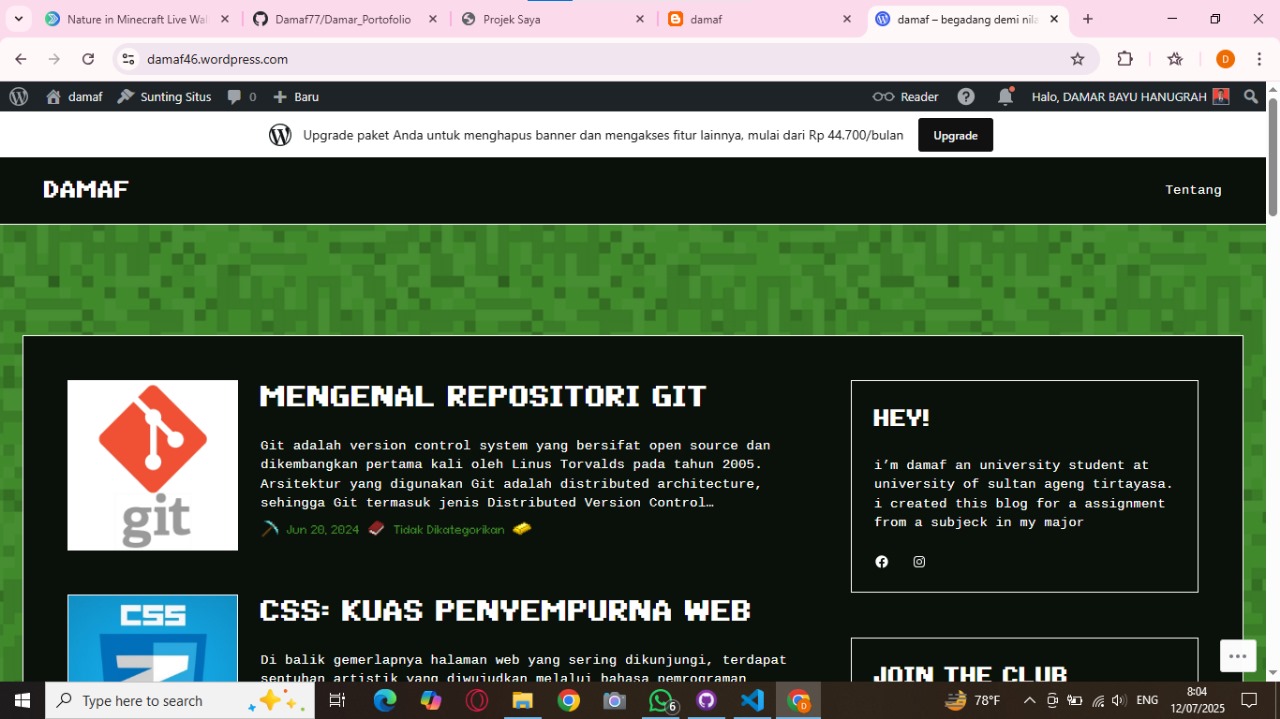 Nature in Minecraft Live Wal
Damaf77/Damar_Portofolio
Projek Saya
damaf
damaf – begadang demi nila
damaf46.wordpress.com
D
damaf
Sunting Situs
0
Baru
Reader
Halo, DAMAR BAYU HANUGRAH
Upgrade paket Anda untuk menghapus banner dan mengakses fitur lainnya, mulai dari Rp 44.700/bulan
Upgrade
DAMAF
Tentang
git
MENGENAL REPOSITORI GIT
Git adalah version control system yang bersifat open source dan
dikembangkan pertama kali oleh Linus Torvalds pada tahun 2005.
Arsitektur yang digunakan Git adalah distributed architecture,
sehingga Git termasuk jenis Distributed Version Control…
Jun 20, 2024 Tidak Dikategorikan
HEY!
i’m damaf an university student at
university of sultan ageng tirtayasa.
i created this blog for a assignment
from a subjeck in my major
CSS
CSS: KUAS PENYEMPURNA WEB
Di balik gemerlapnya halaman web yang sering dikunjungi, terdapat
sentuhan artistik yang diwujudkan melalui bahasa pemrograman
JOIN THE CLUB
Type here to search
6
D
78°F
ENG
8:04
12/07/2025